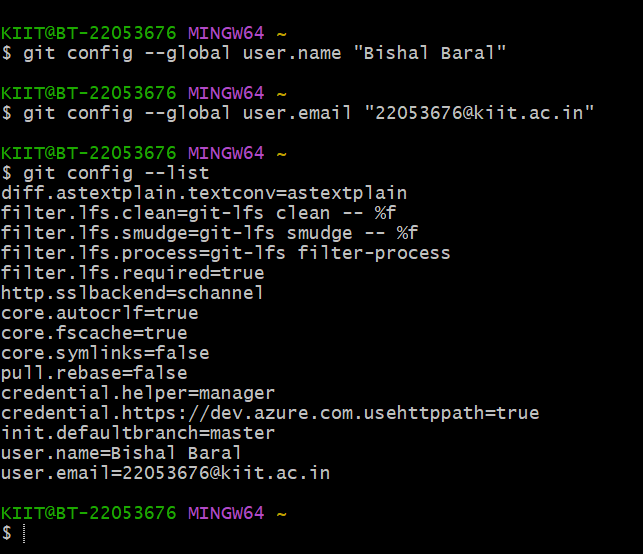 KIIT@BT-22053676 MINGW64 ~
$ git config --global user.name "Bishal Baral"
KIIT@BT-22053676 MINGW64 ~
$ git config --global user.email "22053676@kiit.ac.in"
KIIT@BT-22053676 MINGW64 ~
$ git config --list
diff.astextplain.textconv=astextplain
filter.lfs.clean=git-lfs clean -- %f
filter.lfs.smudge=git-lfs smudge -- %f
filter.lfs.process=git-lfs filter-process
filter.lfs.required=true
http.sslbackend=schannel
core.autocrlf=true
core.fscache=true
core.symlinks=false
pull.rebase=false
credential.helper=manager
credential.https://dev.azure.com.usehttppath=true
init.defaultbranch=master
user.name=Bishal Baral
user.email=22053676@kiit.ac.in
KIIT@BT-22053676 MINGW64 ~
$